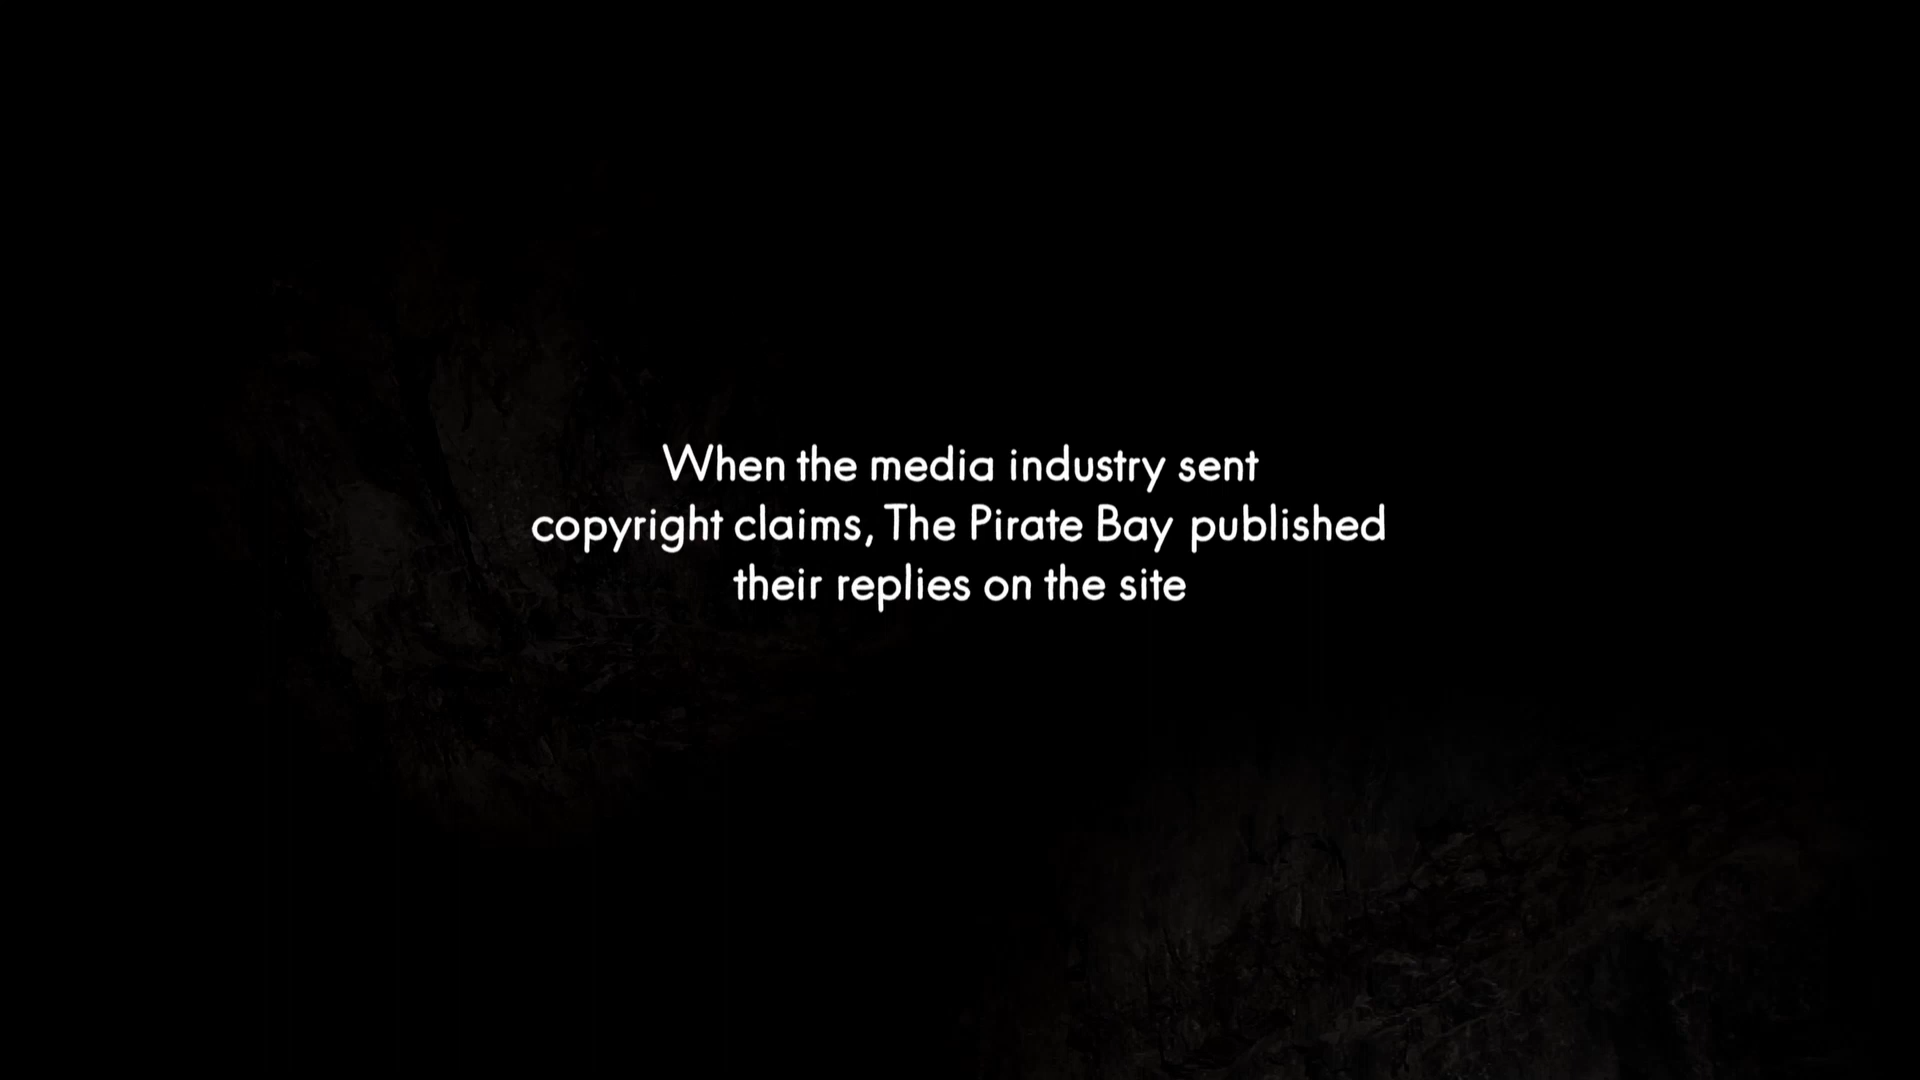 When the media industry sent
copyright claims, The Pirate Bay published
their replies on the site